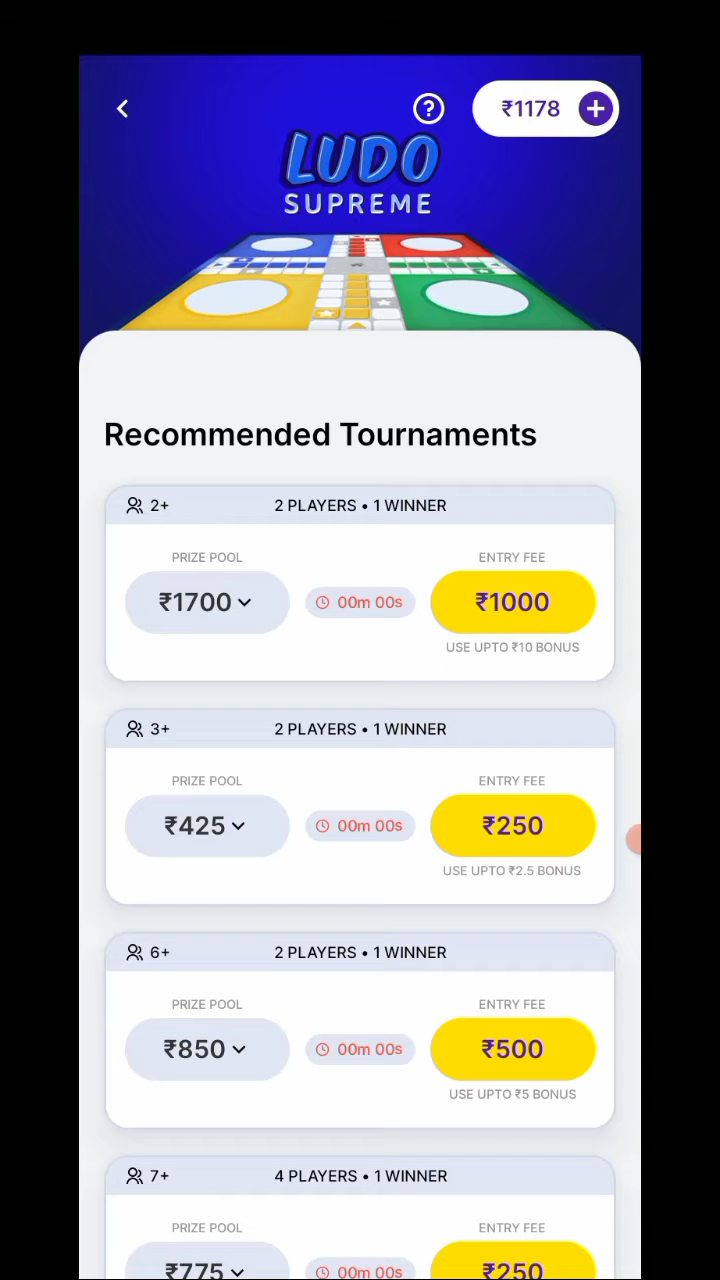 ₹1178
LUDO
SUPREME
Recommended Tournaments
2+ 2 PLAYERS • 1 WINNER
PRIZE POOL ENTRY FEE
₹1700 00m 00s ₹1000
USE UPTO ₹10 BONUS
3+ 2 PLAYERS • 1 WINNER
PRIZE POOL ENTRY FEE
₹425 00m 00s ₹250
USE UPTO ₹2.5 BONUS
6+ 2 PLAYERS • 1 WINNER
PRIZE POOL ENTRY FEE
₹850 00m 00s ₹500
USE UPTO ₹5 BONUS
7+ 4 PLAYERS • 1 WINNER
PRIZE POOL ENTRY FEE
₹775 00m 00s ₹250